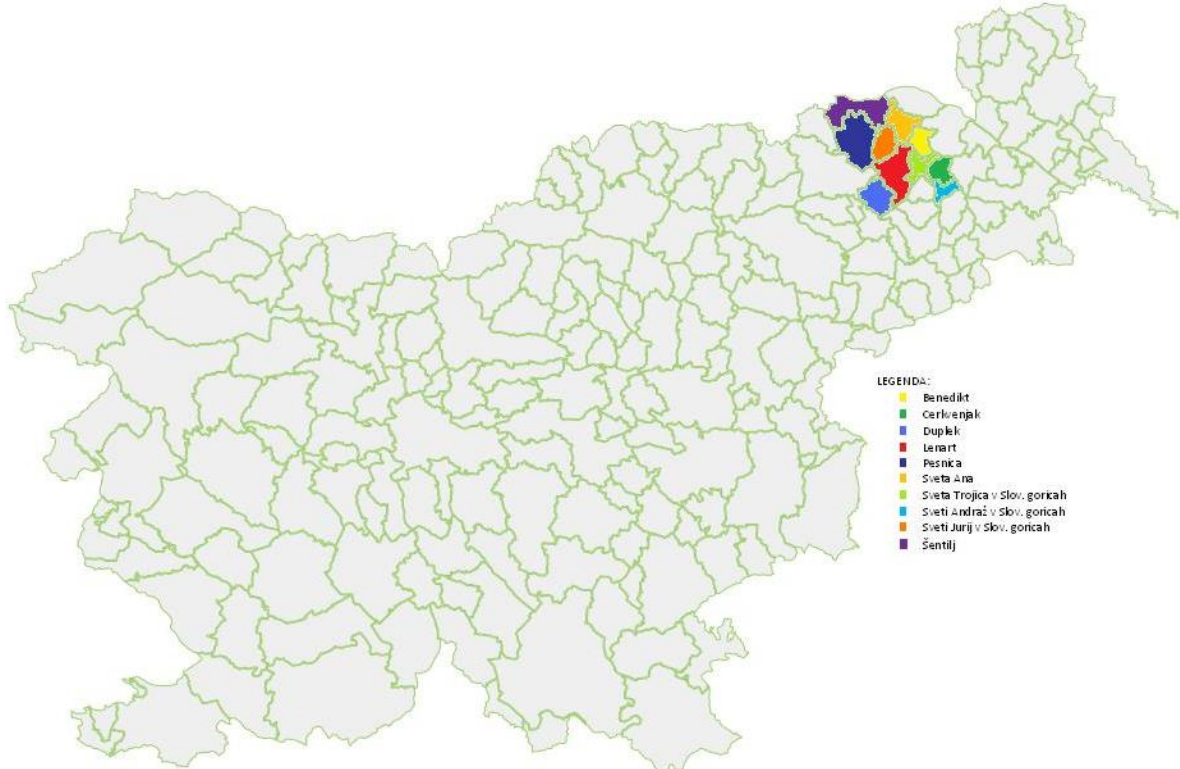 LEGENDA:
Benedikt
Cerkvenjak
Duplek
Lenart
Pesnica
Sveta Ana
Sveta Trojica v Slov. goricah
Sveti Andraž v Slov. goricah
Sveti Jurij v Slov. goricah
Šentilj